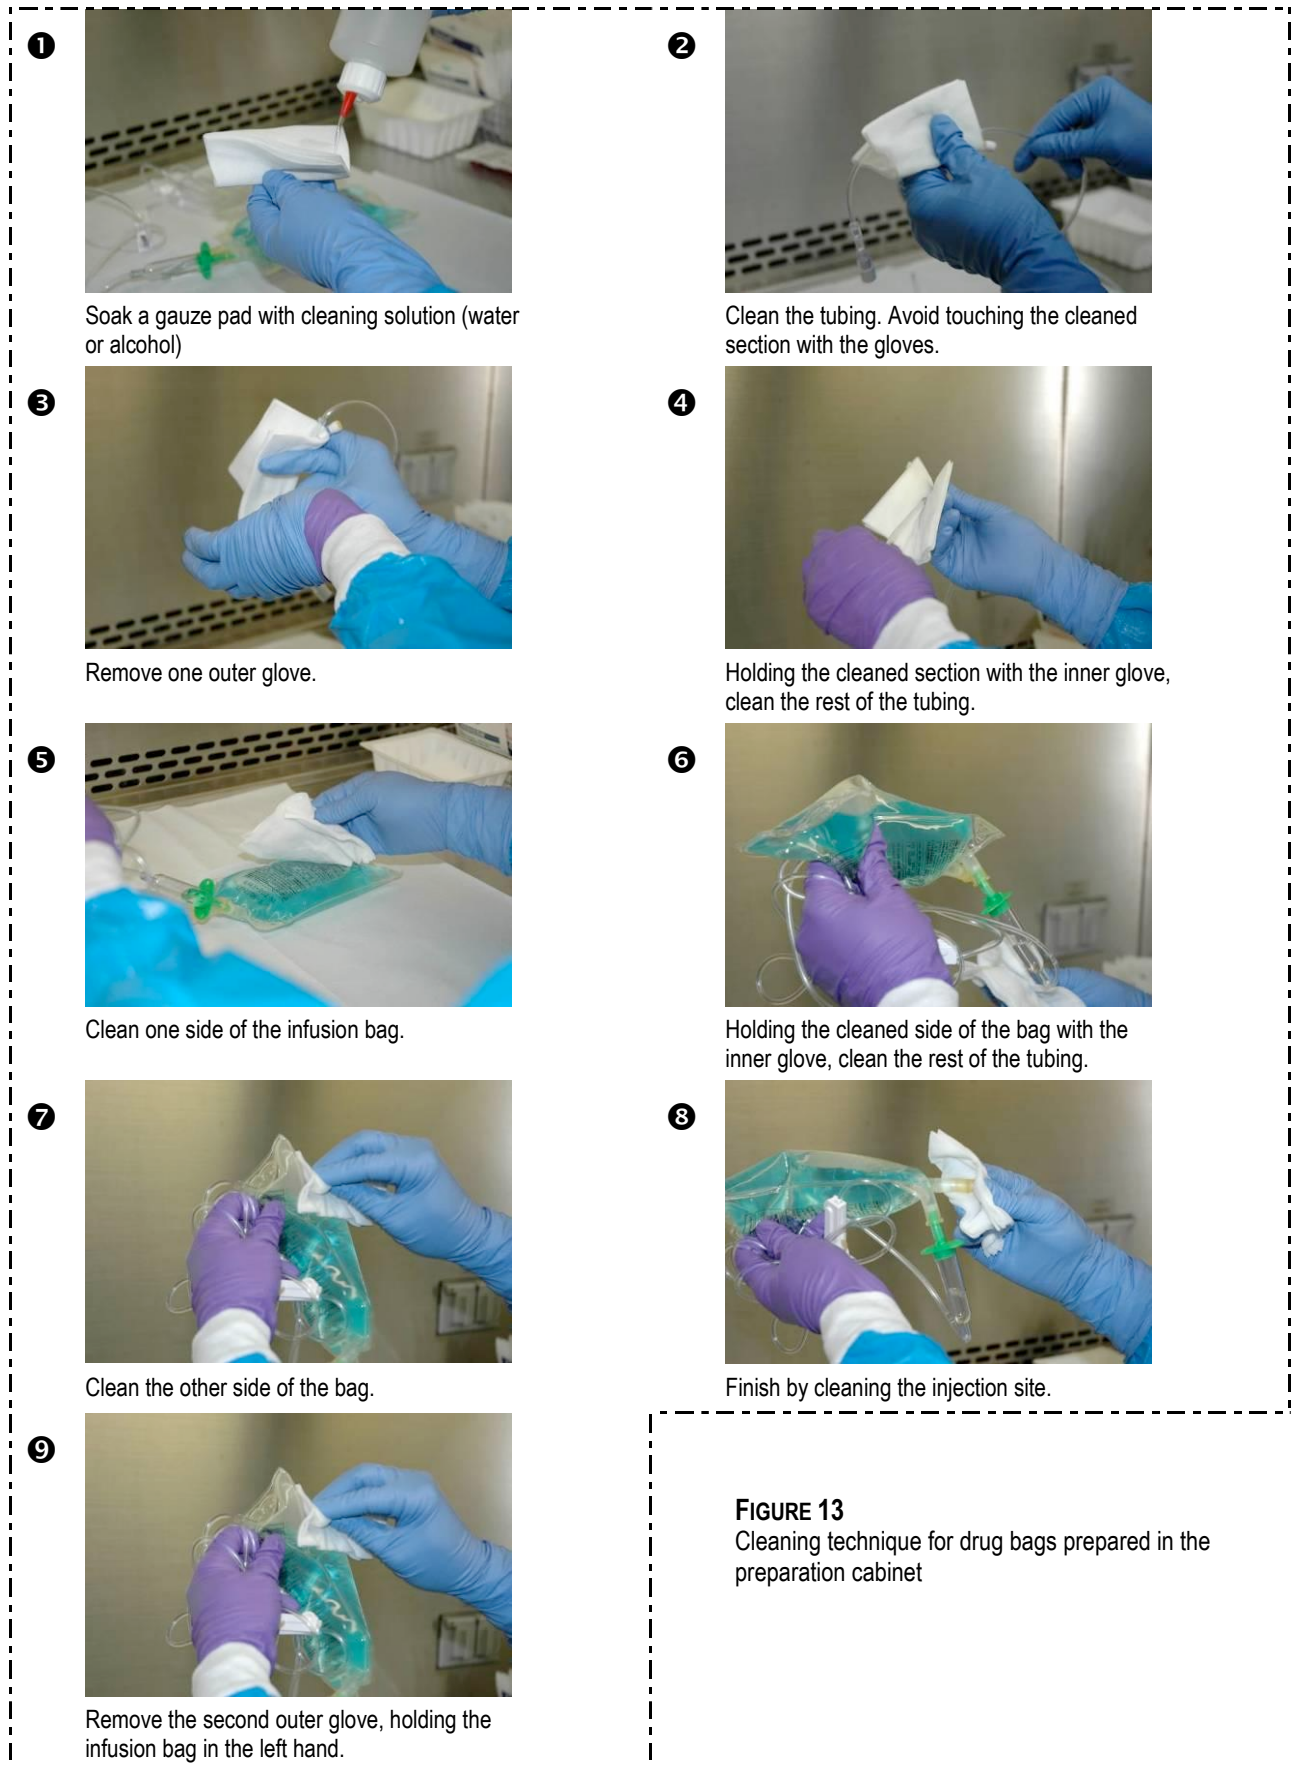 ❶
Soak a gauze pad with cleaning solution (water
or alcohol)
❷
Clean the tubing. Avoid touching the cleaned
section with the gloves.
❸
Remove one outer glove.
❹
Holding the cleaned section with the inner glove,
clean the rest of the tubing.
❺
Clean one side of the infusion bag.
❻
Holding the cleaned side of the bag with the
inner glove, clean the rest of the tubing.
❼
Clean the other side of the bag.
❽
Finish by cleaning the injection site.
❾
Remove the second outer glove, holding the
infusion bag in the left hand.
FIGURE 13
Cleaning technique for drug bags prepared in the
preparation cabinet